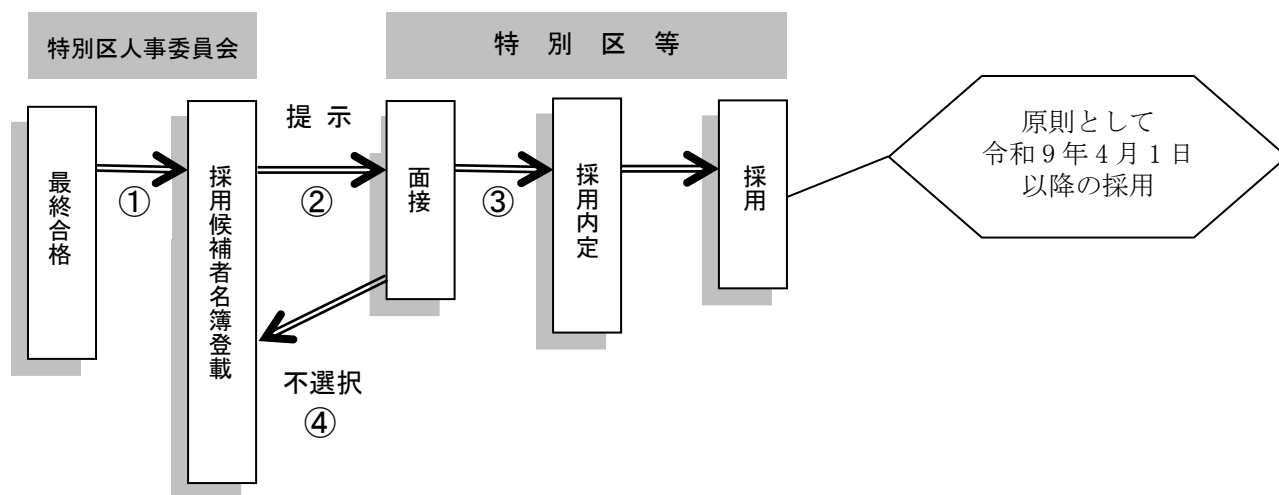 特別区人事委員会
特別区等
最終合格
①
採用候補者名簿登載
提示
②
面接
③
採用内定
採用
原則として
令和9年4月1日
以降の採用
不選択
④